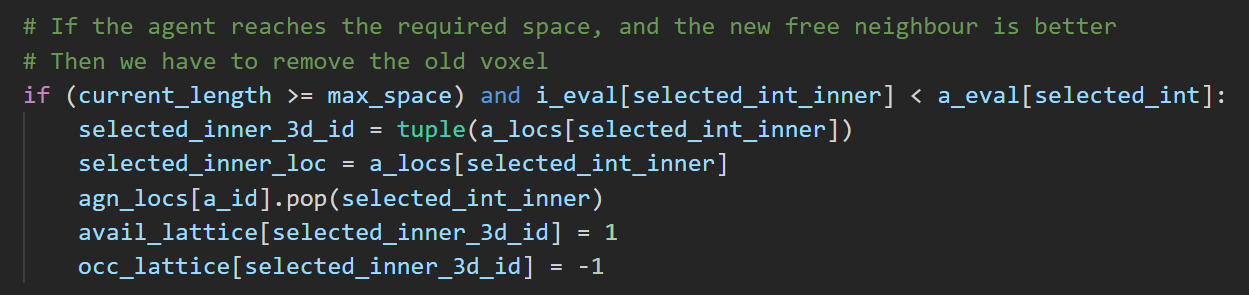 # If the agent reaches the required space, and the new free neighbour is better
# Then we have to remove the old voxel
if (current_length >= max_space) and i_eval[selected_int_inner] < a_eval[selected_int]:
    selected_inner_3d_id = tuple(a_locs[selected_int_inner])
    selected_inner_loc = a_locs[selected_int_inner]
    agn_locs[a_id].pop(selected_int_inner)
    avail_lattice[selected_inner_3d_id] = 1
    occ_lattice[selected_inner_3d_id] = -1